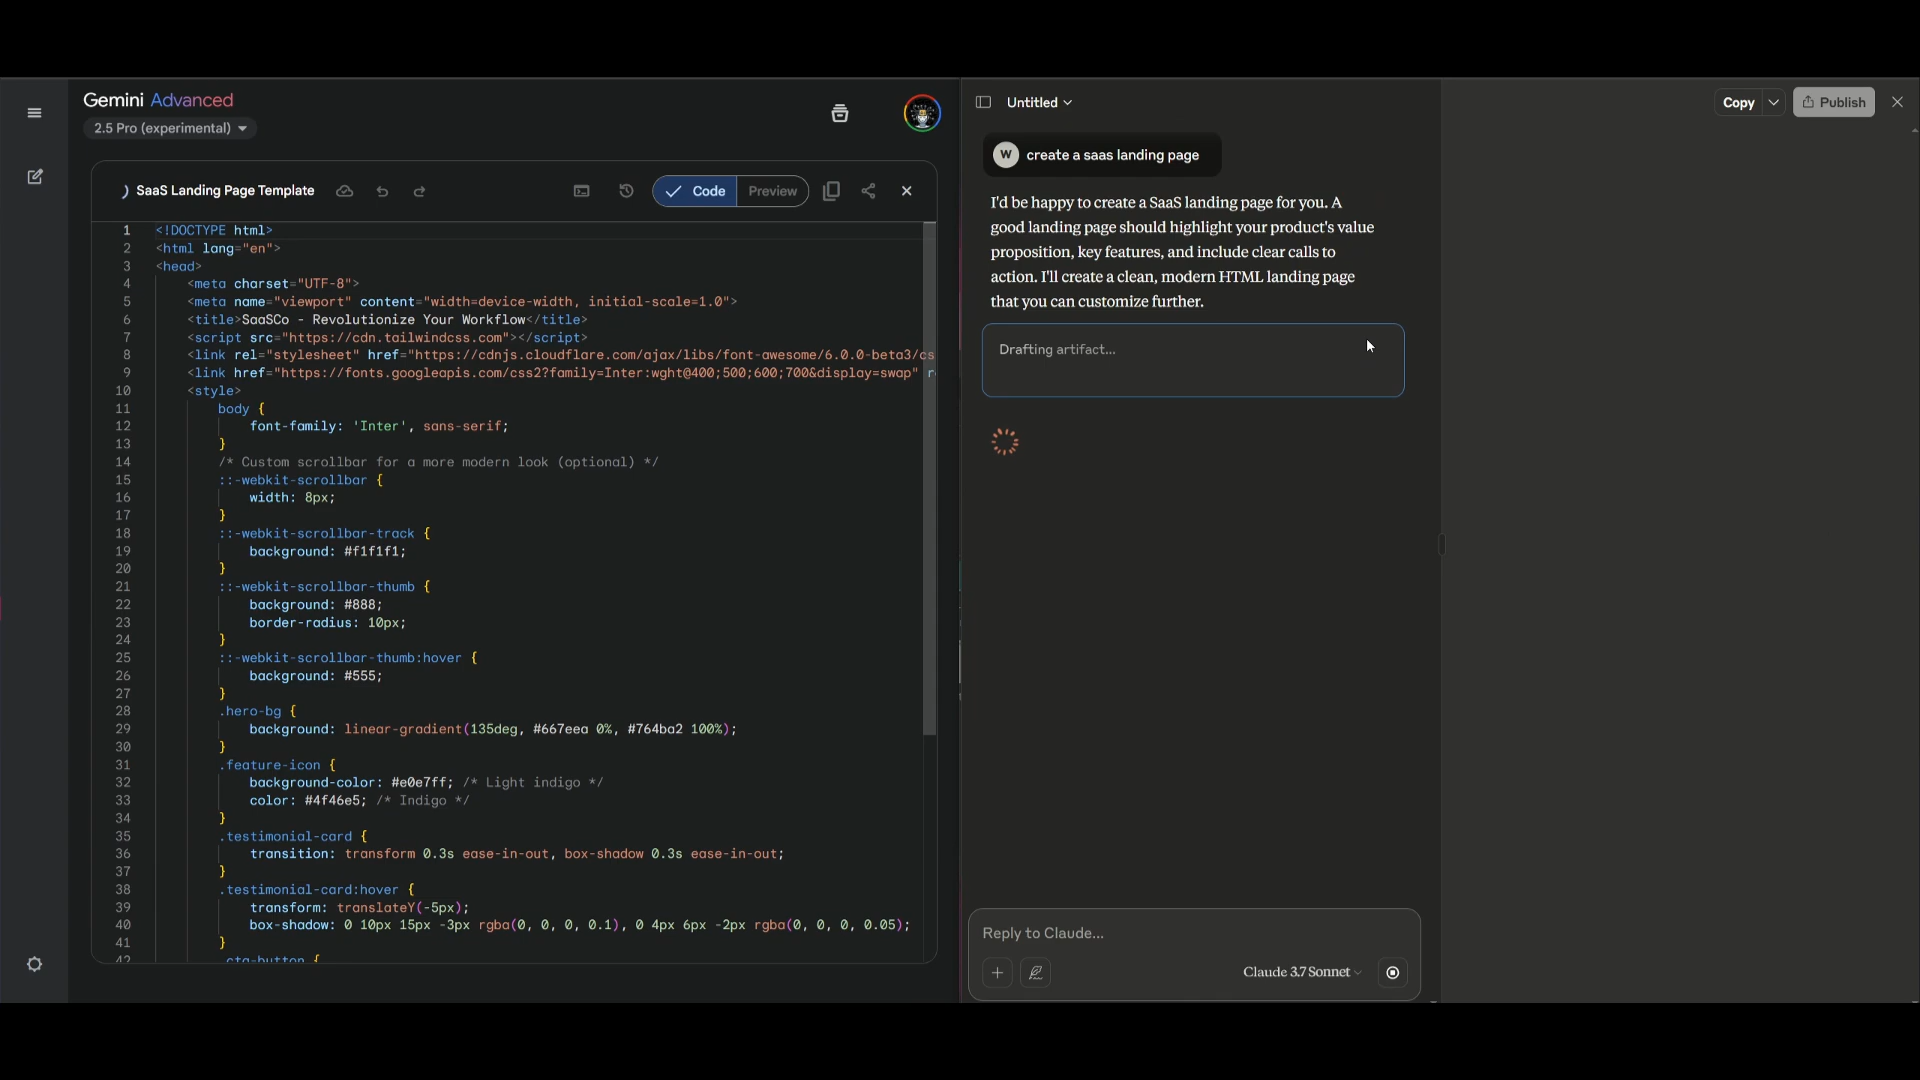 Gemini Advanced
2.5 Pro (experimental)
SaaS Landing Page Template
Code
Preview
1 <!DOCTYPE html>
2 <html lang="en">
3 <head>
4 <meta charset="UTF-8">
5 <meta name="viewport" content="width=device-width, initial-scale=1.0">
6 <title>SaaSCo - Revolutionize Your Workflow</title>
7 <script src="https://cdn.tailwindcss.com"></script>
8 <link rel="stylesheet" href="https://cdnjs.cloudflare.com/ajax/libs/font-awesome/6.0.0-beta3/cs
9 <link href="https://fonts.googleapis.com/css2?family=Inter:wght@400;500;600;700&display=swap" r
10 <style>
11 body {
12 font-family: 'Inter', sans-serif;
13 }
14 /* Custom scrollbar for a more modern look (optional) */
15 ::-webkit-scrollbar {
16 width: 8px;
17 }
18 ::-webkit-scrollbar-track {
19 background: #f1f1f1;
20 }
21 ::-webkit-scrollbar-thumb {
22 background: #888;
23 border-radius: 10px;
24 }
25 ::-webkit-scrollbar-thumb:hover {
26 background: #555;
27 }
28 .hero-bg {
29 background: linear-gradient(135deg, #667eea 0%, #764ba2 100%);
30 }
31 .feature-icon {
32 background-color: #e0e7ff; /* Light indigo */
33 color: #4f46e5; /* Indigo */
34 }
35 .testimonial-card {
36 transition: transform 0.3s ease-in-out, box-shadow 0.3s ease-in-out;
37 }
38 .testimonial-card:hover {
39 transform: translateY(-5px);
40 box-shadow: 0 10px 15px -3px rgba(0, 0, 0, 0.1), 0 4px 6px -2px rgba(0, 0, 0, 0.05);
41 }
42 .cta-button {
Untitled
Copy
Publish
W create a saas landing page
I'd be happy to create a SaaS landing page for you. A
good landing page should highlight your product's value
proposition, key features, and include clear calls to
action. I'll create a clean, modern HTML landing page
that you can customize further.
Drafting artifact...
Reply to Claude...
Claude 3.7 Sonnet